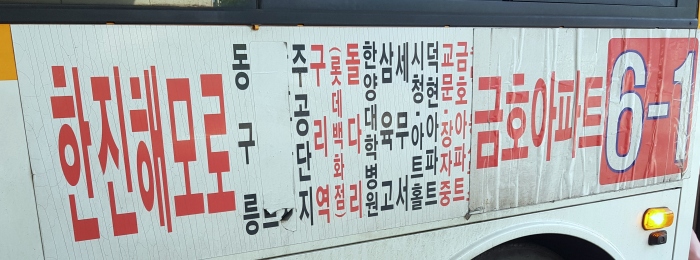 한진해모로
동구릉
주공단지
구리역
(롯데백화점)
돌다리
한양대학병원
삼육고
세무서
시청·아트홀
덕현아파트
교문·장자중
금호아파트
금호아파트
6-1